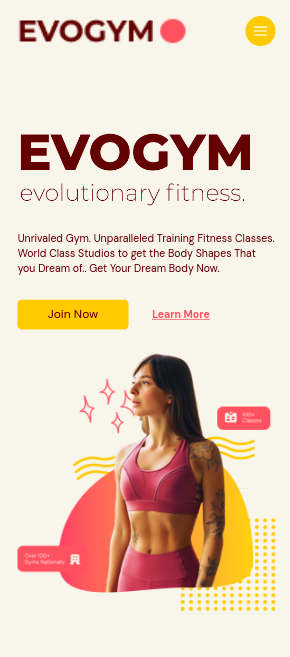 EVOGYM
EVOGYM
evolutionary fitness.
Unrivaled Gym. Unparalleled Training Fitness Classes.
World Class Studios to get the Body Shapes That
you Dream of.. Get Your Dream Body Now.
Join Now
Learn More
100+
Classes
Over 100+
Gyms Nationally